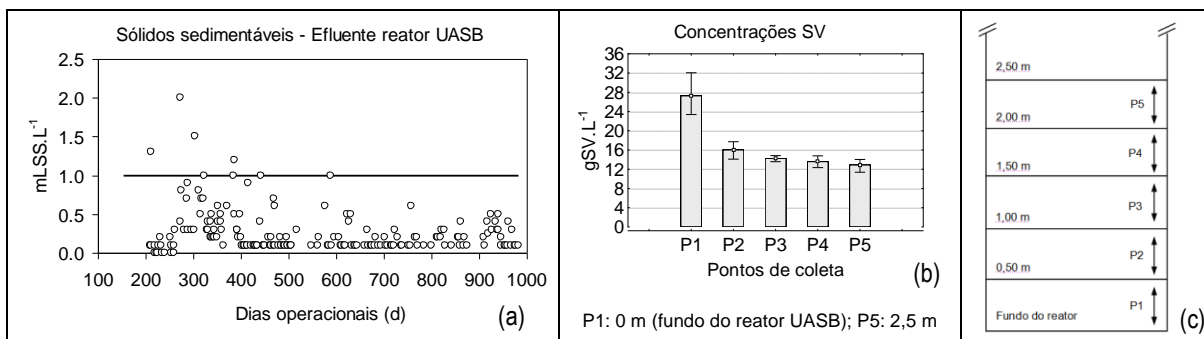 Sólidos sedimentáveis - Efluente reator UASB
mLSS.L-1
2.5
2.0
1.5
1.0
0.5
0.0
100 200 300 400 500 600 700 800 900 1000
Dias operacionais (d)
(a)
Concentrações SV
gSV.L-1
36
32
28
24
20
16
12
8
4
0
P1 P2 P3 P4 P5
Pontos de coleta
(b)
P1: 0 m (fundo do reator UASB); P5: 2,5 m
2,50 m
P5
2,00 m
P4
1,50 m
P3
1,00 m
P2
0,50 m
P1
Fundo do reator
(c)